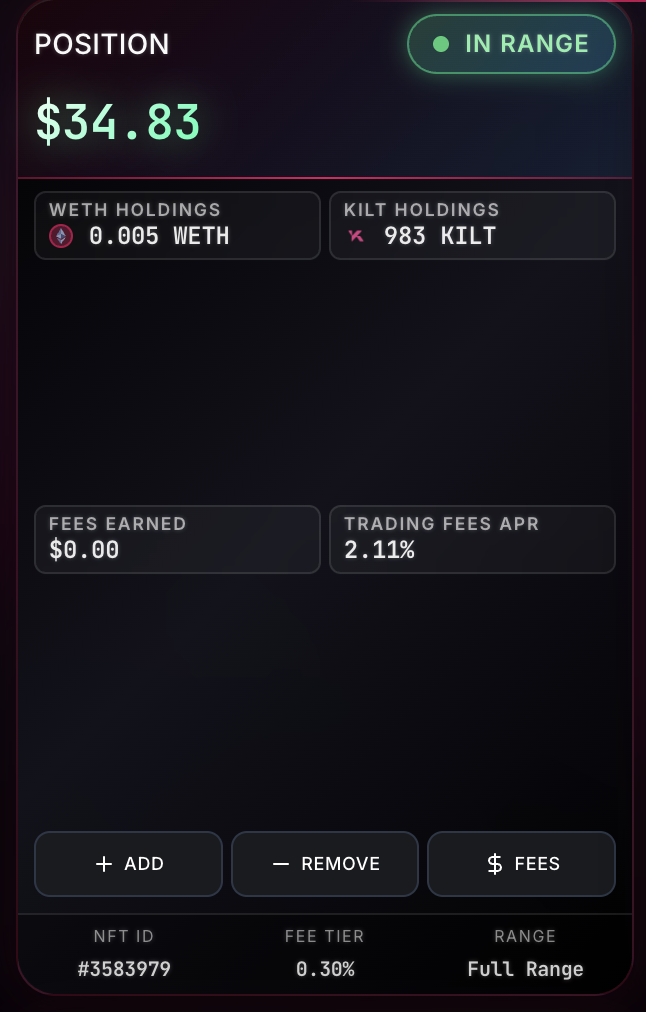 POSITION
IN RANGE
$34.83
WETH HOLDINGS
0.005 WETH
KILT HOLDINGS
983 KILT
FEES EARNED
$0.00
TRADING FEES APR
2.11%
+ ADD
− REMOVE
$ FEES
NFT ID
#3583979
FEE TIER
0.30%
RANGE
Full Range